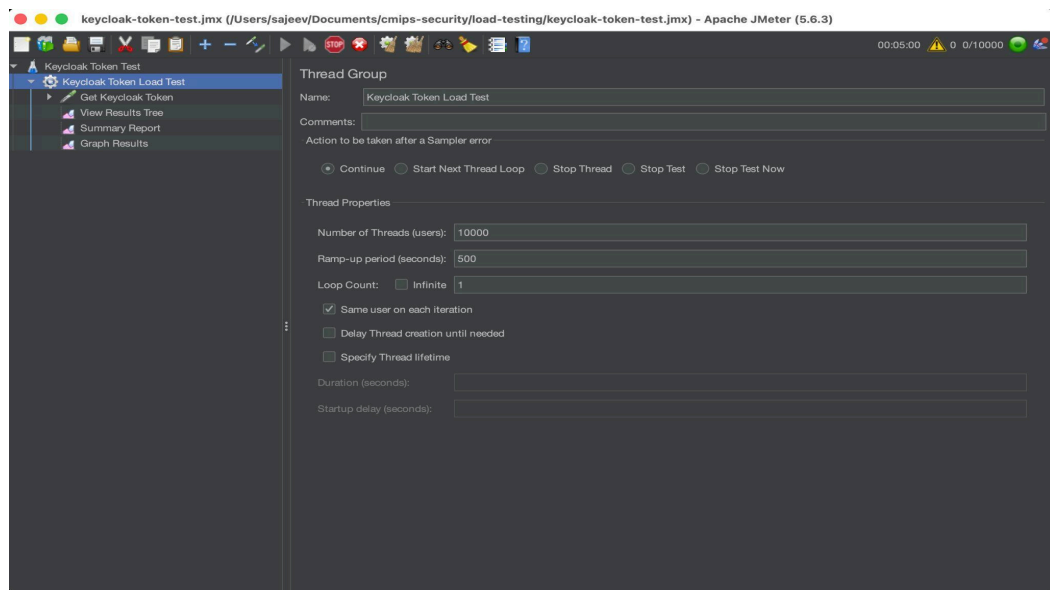 keycloak-token-test.jmx (/Users/sajeev/Documents/cmips-security/load-testing/keycloak-token-test.jmx) - Apache JMeter (5.6.3)
STOP
00:05:00 0 0/10000
Keycloak Token Test
Keycloak Token Load Test
Get Keycloak Token
View Results Tree
Summary Report
Graph Results
Thread Group
Name: Keycloak Token Load Test
Comments:
Action to be taken after a Sampler error
Continue Start Next Thread Loop Stop Thread Stop Test Stop Test Now
Thread Properties
Number of Threads (users): 10000
Ramp-up period (seconds): 500
Loop Count: Infinite 1
Same user on each iteration
Delay Thread creation until needed
Specify Thread lifetime
Duration (seconds):
Startup delay (seconds):